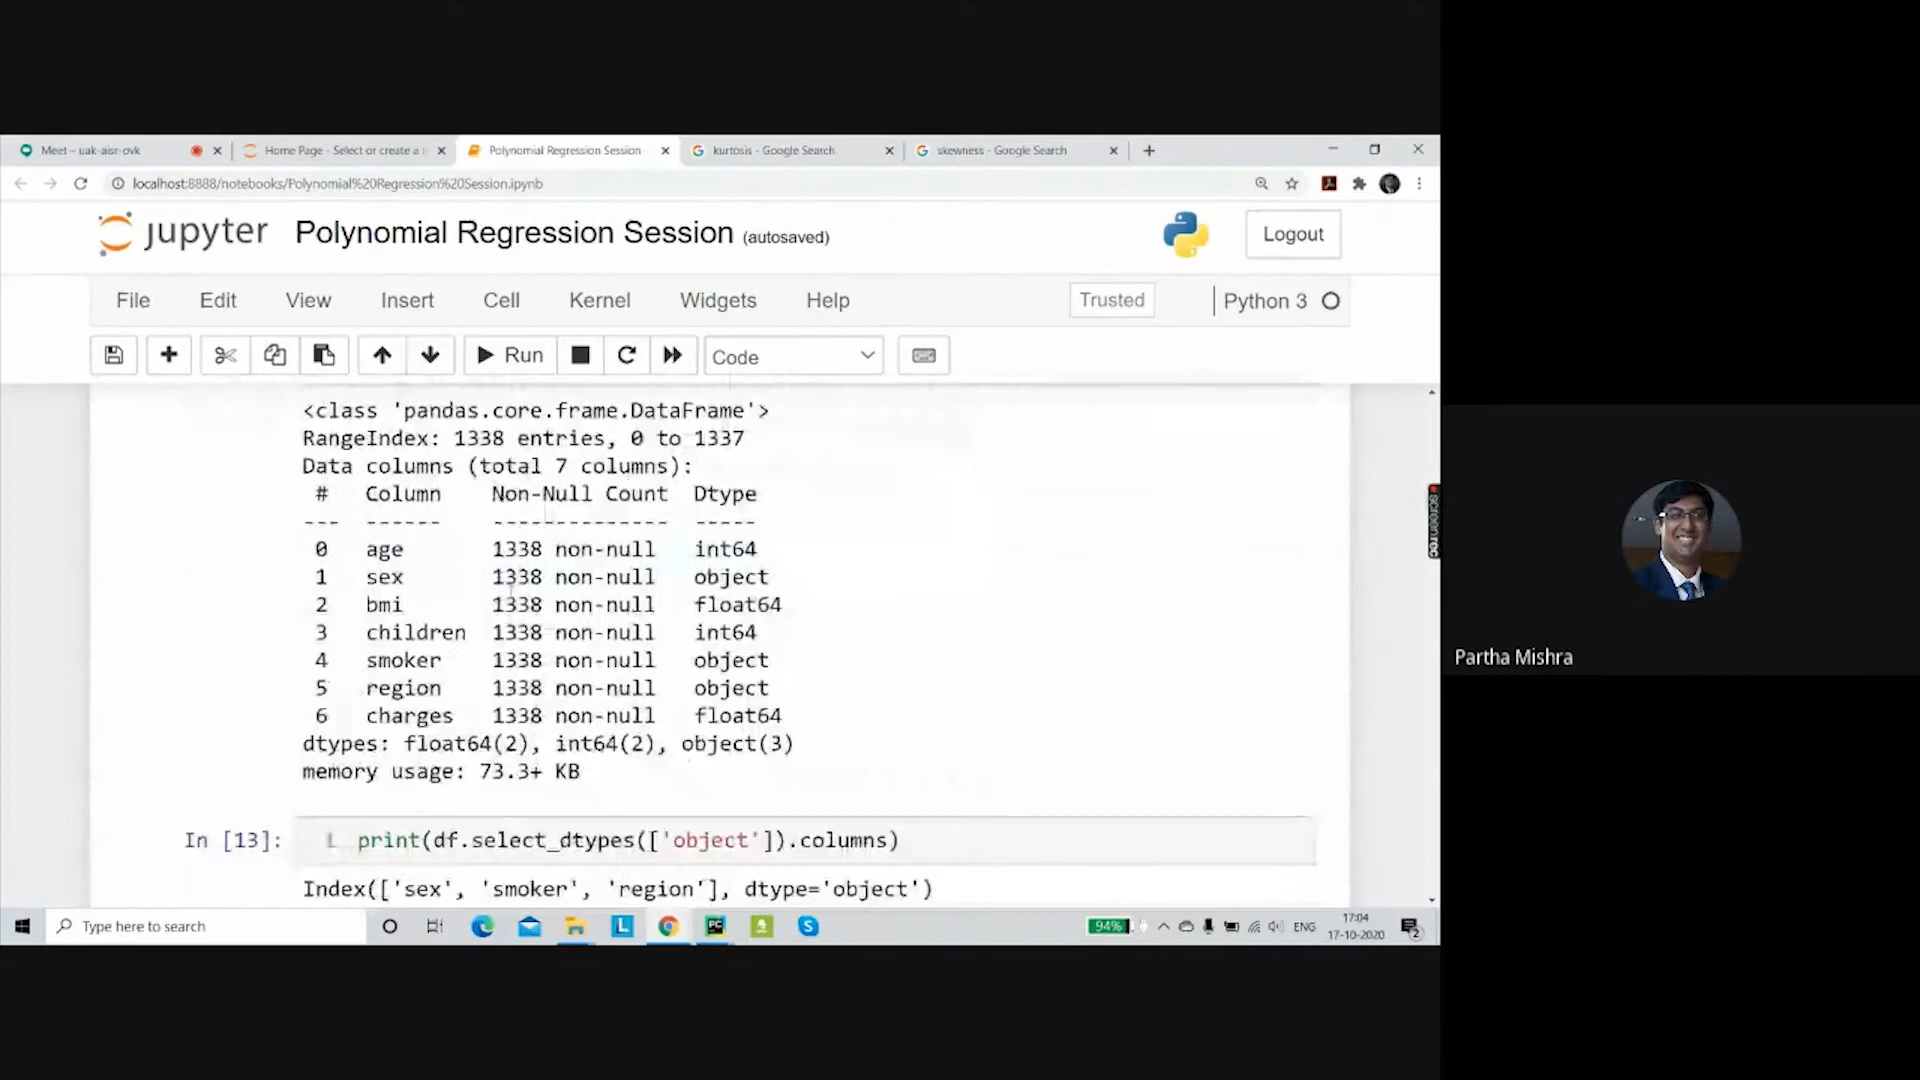 Meet – uak-aisr-ovk
Home Page - Select or create a
Polynomial Regression Session
kurtosis - Google Search
skewness - Google Search
localhost:8888/notebooks/Polynomial%20Regression%20Session.ipynb
jupyter Polynomial Regression Session (autosaved)
Logout
File Edit View Insert Cell Kernel Widgets Help
Trusted
Python 3
Run
Code
<class 'pandas.core.frame.DataFrame'>
RangeIndex: 1338 entries, 0 to 1337
Data columns (total 7 columns):
# Column Non-Null Count Dtype
--- ------ -------------- -----
0 age 1338 non-null int64
1 sex 1338 non-null object
2 bmi 1338 non-null float64
3 children 1338 non-null int64
4 smoker 1338 non-null object
5 region 1338 non-null object
6 charges 1338 non-null float64
dtypes: float64(2), int64(2), object(3)
memory usage: 73.3+ KB
In [13]: 1 print(df.select_dtypes(['object']).columns)
Index(['sex', 'smoker', 'region'], dtype='object')
screenrec
Partha Mishra
Type here to search
L
PC
S
94%
ENG
17:04
17-10-2020
2